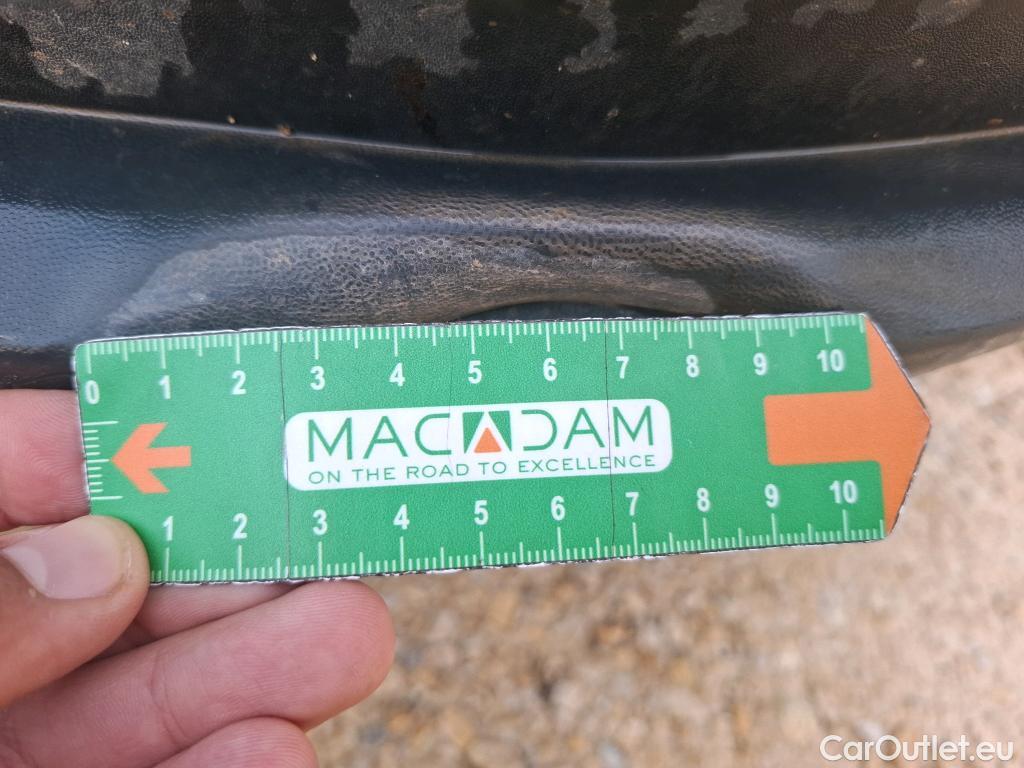 0 1 2 3 4 5 6 7 8 9 10
MACADAM
ON THE ROAD TO EXCELLENCE
1 2 3 4 5 6 7 8 9 10
CarOutlet.eu